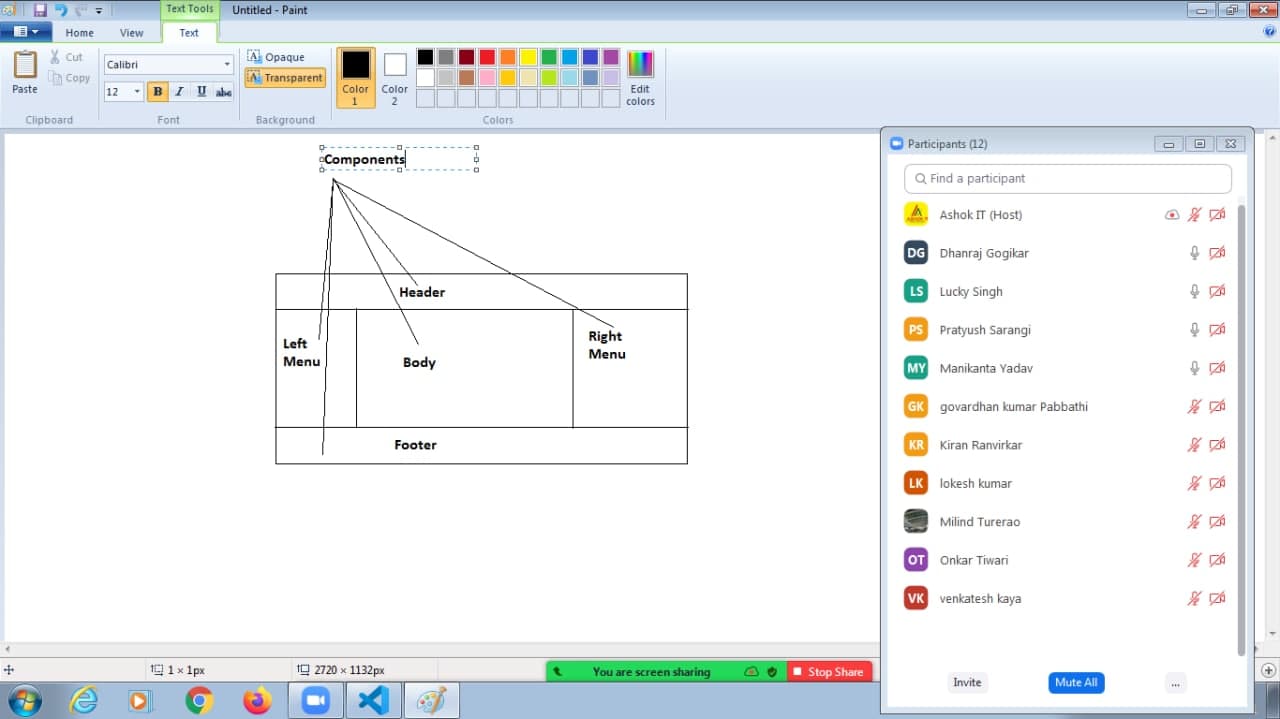 Text Tools
Untitled - Paint
Home
View
Text
Paste
Cut
Copy
Clipboard
Calibri
12
B
I
U
abc
Font
Opaque
Transparent
Background
Color
1
Color
2
Edit
colors
Colors
Components
Header
Left
Menu
Body
Right
Menu
Footer
Participants (12)
Find a participant
Ashok IT (Host)
DG
Dhanraj Gogikar
LS
Lucky Singh
PS
Pratyush Sarangi
MY
Manikanta Yadav
GK
govardhan kumar Pabbathi
KR
Kiran Ranvirkar
LK
lokesh kumar
Milind Turerao
OT
Onkar Tiwari
VK
venkatesh kaya
Invite
Mute All
...
1 × 1px
2720 × 1132px
You are screen sharing
Stop Share